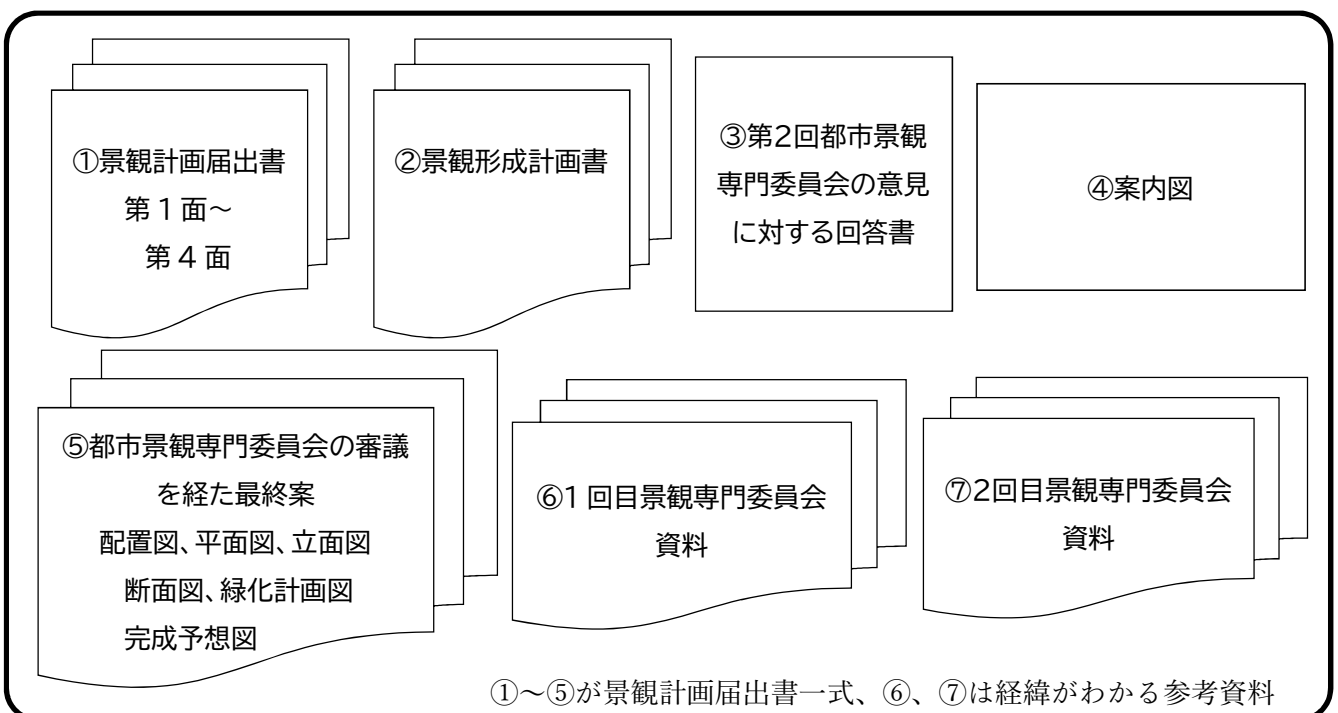 ①景観計画届出書
第1面～
第4面
②景観形成計画書
③第2回都市景観
専門委員会の意見
に対する回答書
④案内図
⑤都市景観専門委員会の審議
を経た最終案
配置図、平面図、立面図
断面図、緑化計画図
完成予想図
⑥1回目景観専門委員会
資料
⑦2回目景観専門委員会
資料
①～⑤が景観計画届出書一式、⑥、⑦は経緯がわかる参考資料